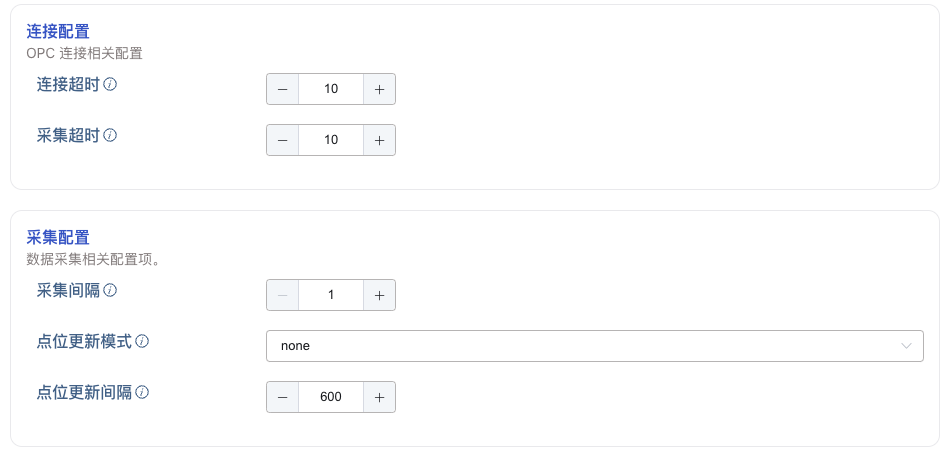 连接配置
OPC 连接相关配置
连接超时
10
采集超时
10
采集配置
数据采集相关配置项。
采集间隔
1
点位更新模式
none
点位更新间隔
600